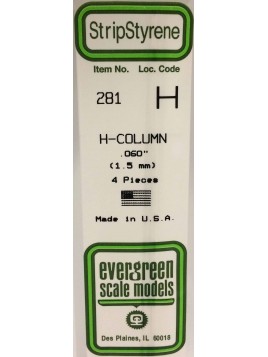 StripStyrene
Item No. Loc. Code
281 H
H-COLUMN
.060"
(1.5 mm)
4 Pieces
Made in U.S.A.
evergreen
scale models
Des Plaines, IL 60018